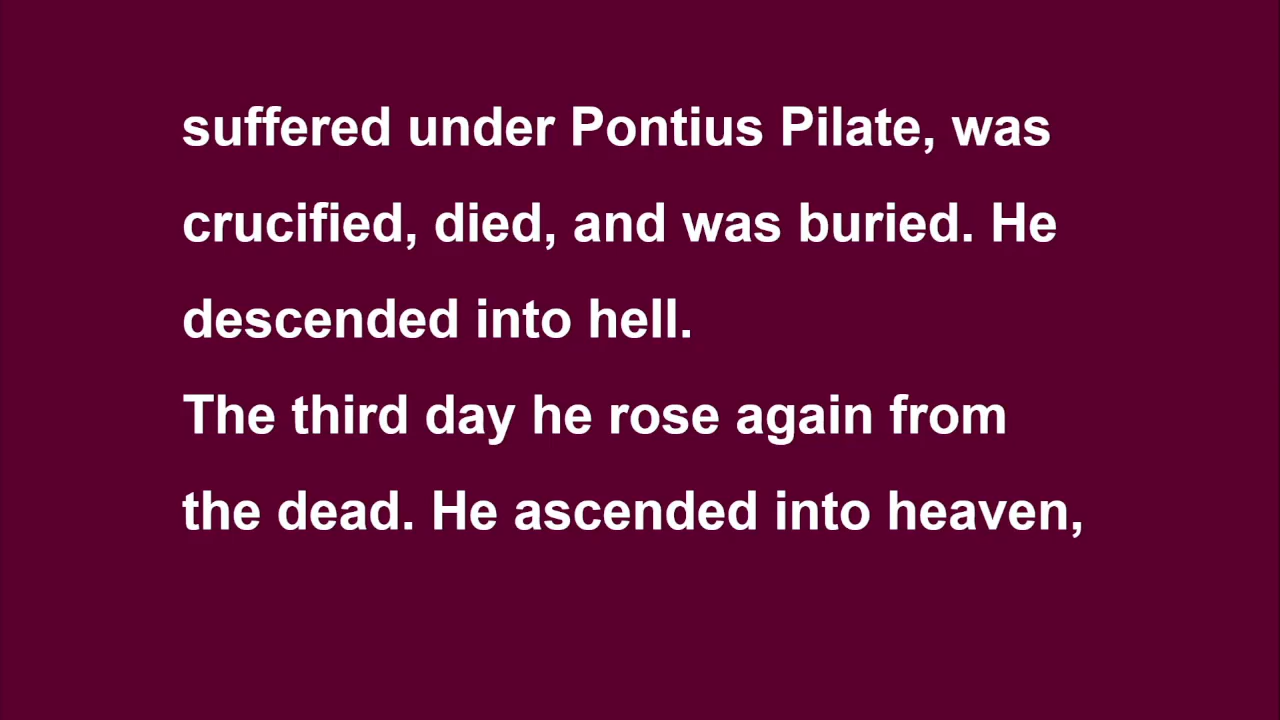 suffered under Pontius Pilate, was
crucified, died, and was buried. He
descended into hell.
The third day he rose again from
the dead. He ascended into heaven,